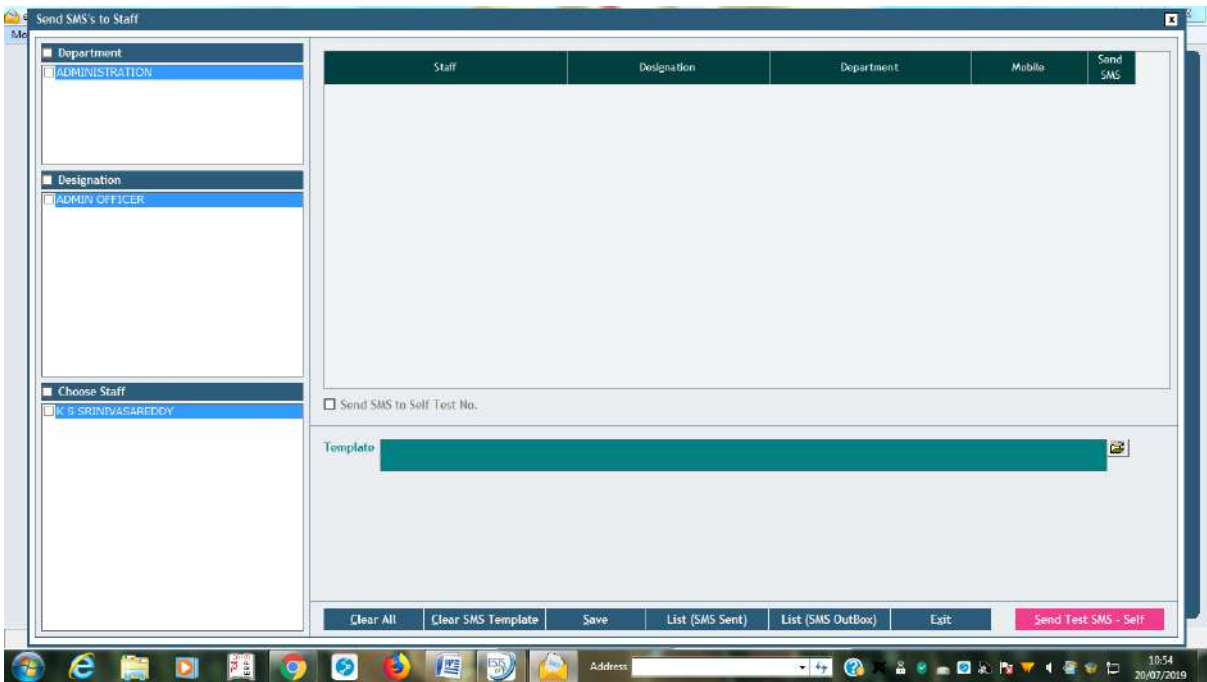 Send SMS's to Staff
Department
ADMINISTRATION
Designation
ADMIN OFFICER
Choose Staff
K S SRINIVASAREDDY
Staff Designation Department Mobile Send SMS
Send SMS to Self Test No.
Template
Clear All Clear SMS Template Save List (SMS Sent) List (SMS OutBox) Exit Send Test SMS - Self
Address
10:54
20/07/2019